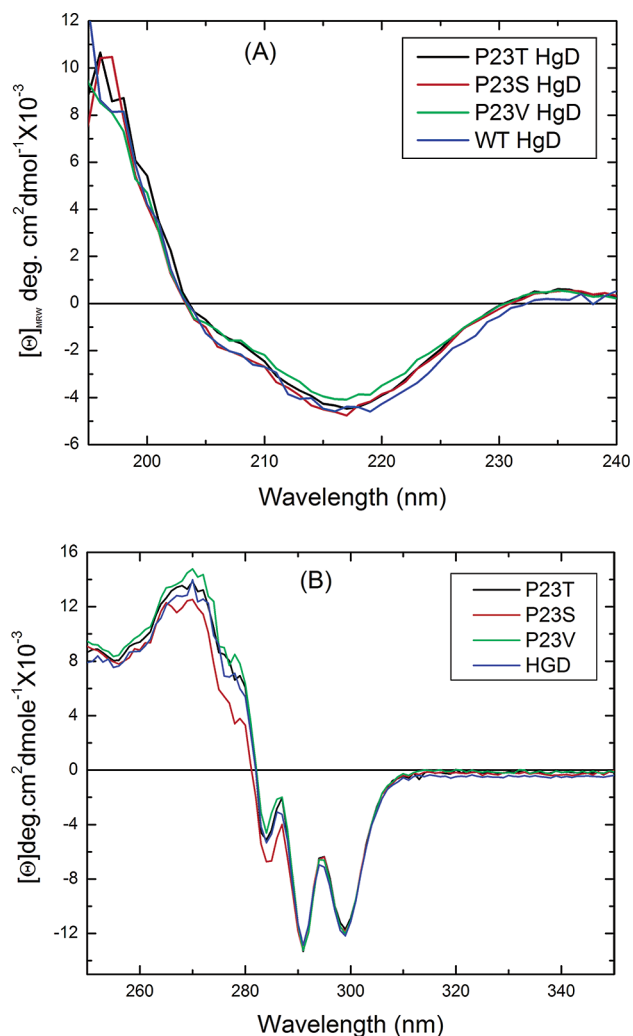 (A)
P23T HgD
P23S HgD
P23V HgD
WT HgD
12
10
8
6
4
2
0
-2
-4
-6
[Θ]MRW deg. cm²dmol⁻¹X10⁻³
200 210 220 230 240
Wavelength (nm)
(B)
P23T
P23S
P23V
HGD
16
12
8
4
0
-4
-8
-12
[Θ]deg.cm²dmole⁻¹X10⁻³
260 280 300 320 340
Wavelength (nm)